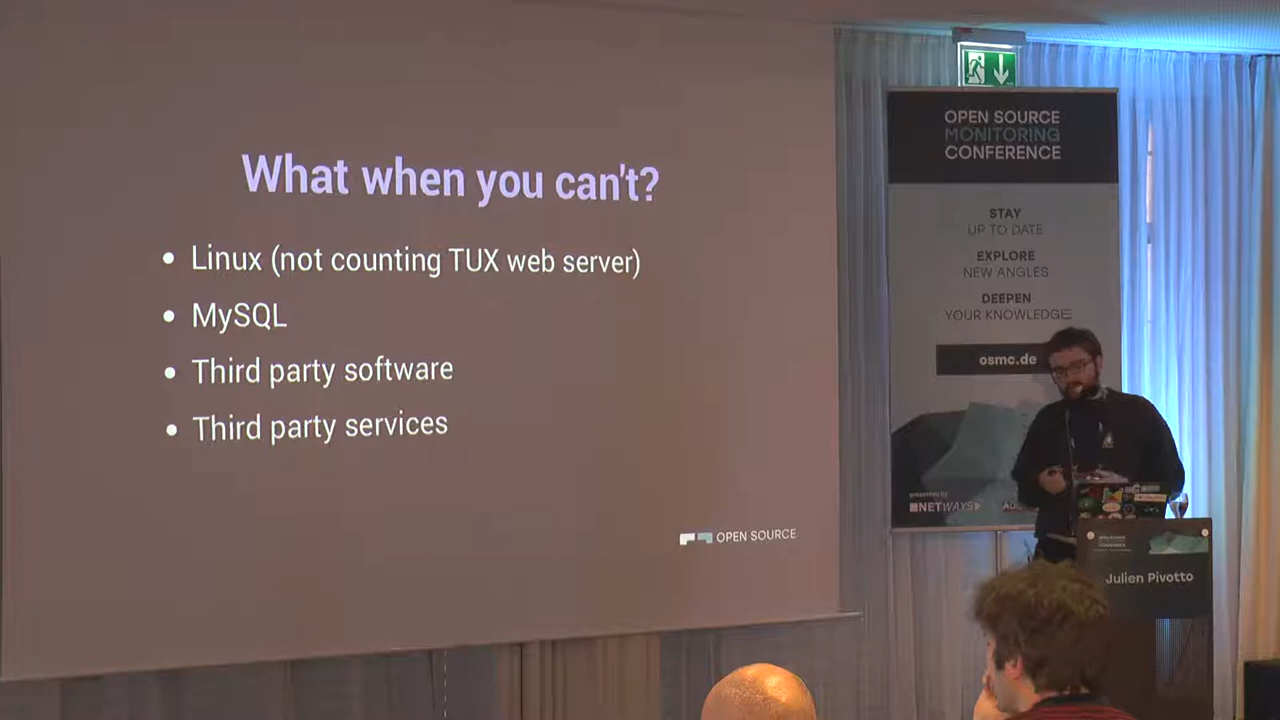 What when you can't?
Linux (not counting TUX web server)
MySQL
Third party software
Third party services
OPEN SOURCE
OPEN SOURCE
MONITORING
CONFERENCE
STAY
UP TO DATE
EXPLORE
NEW ANGLES
DEEPEN
YOUR KNOWLEDGE
osmc.de
presented by
NETWAYS
Julien Pivotto